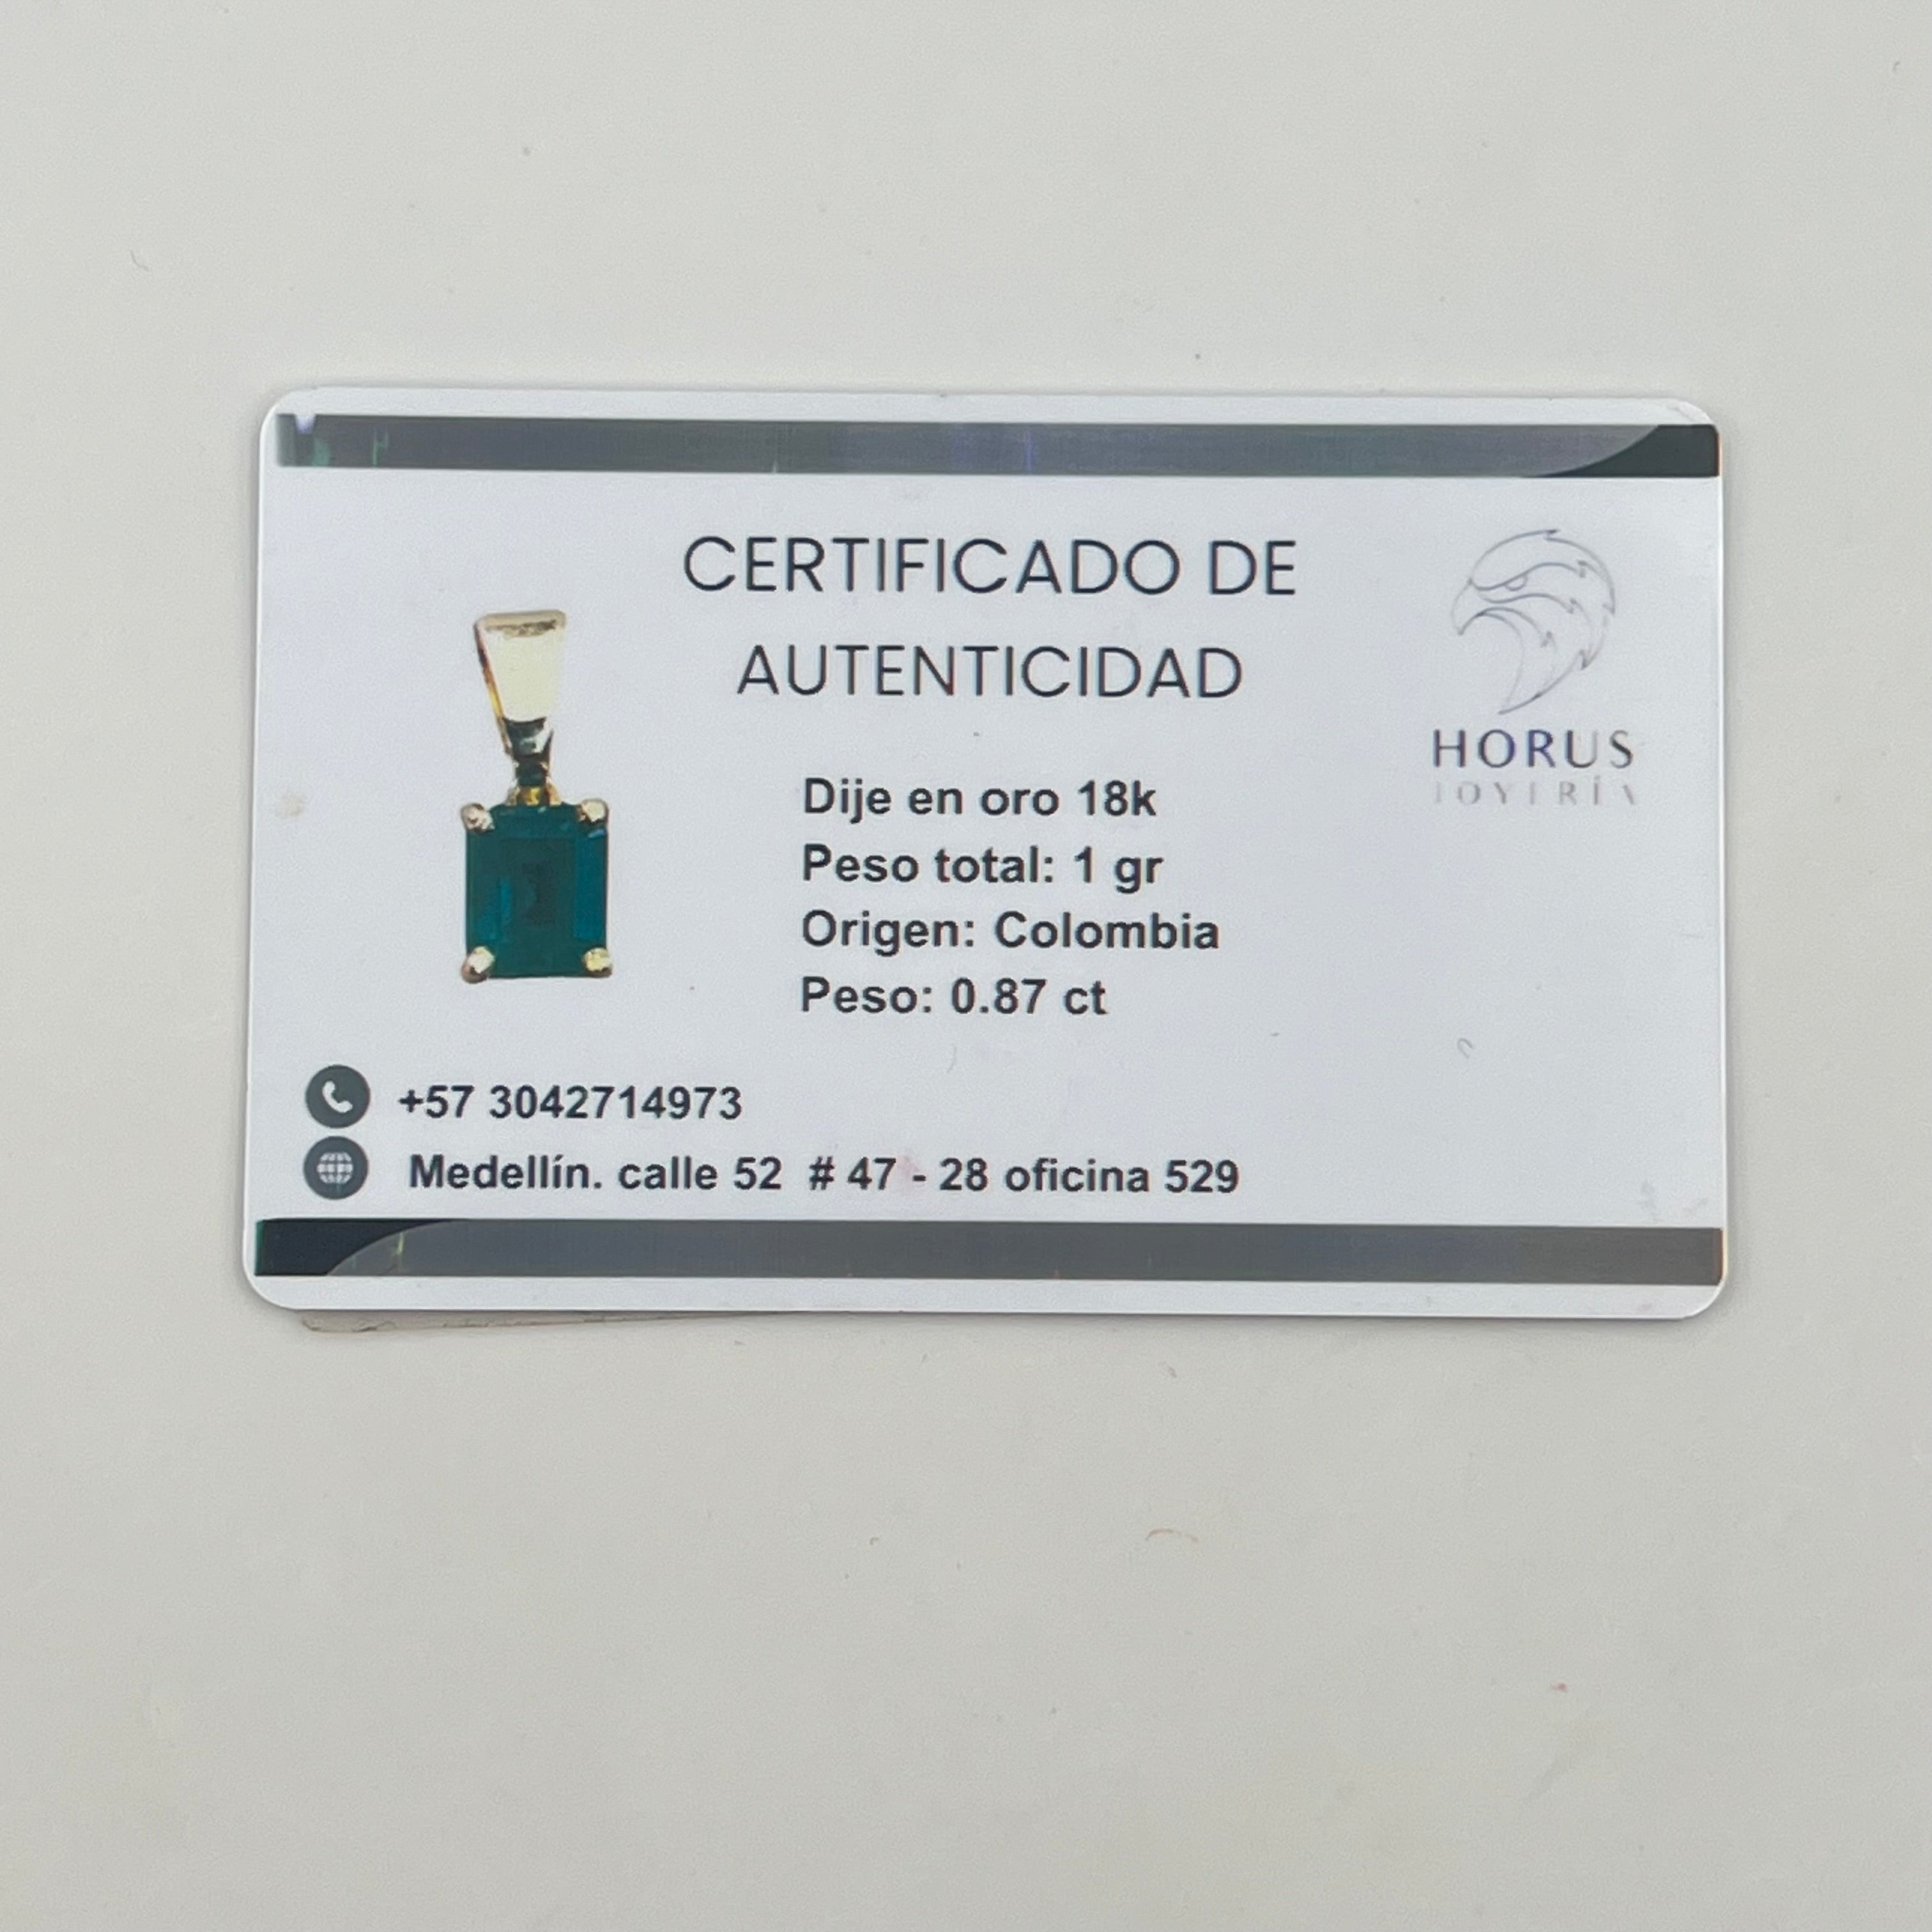 CERTIFICADO DE
AUTENTICIDAD
HORUS
JOYERÍA
Dije en oro 18k
Peso total: 1 gr
Origen: Colombia
Peso: 0.87 ct
+57 3042714973
Medellín. calle 52 # 47 - 28 oficina 529